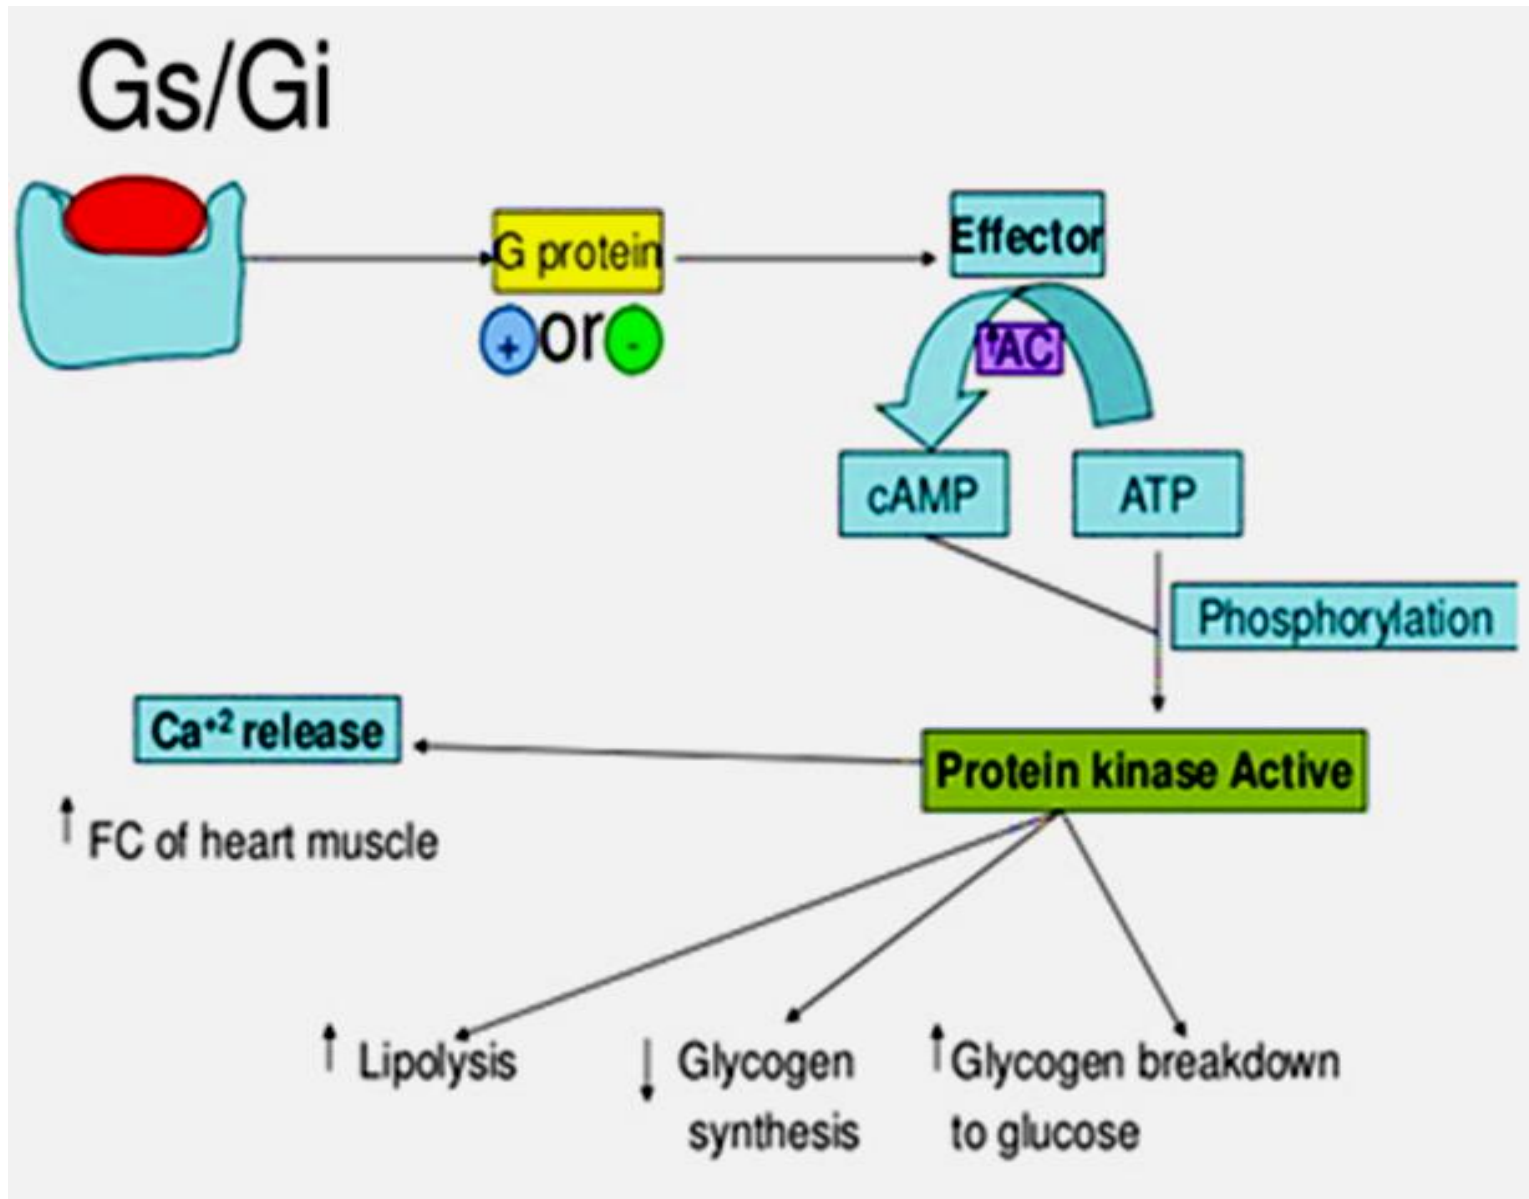 Gs/Gi
G protein
Effector
+ or -
↑AC
cAMP
ATP
Phosphorylation
Ca+2 release
Protein kinase Active
↑ FC of heart muscle
↑ Lipolysis
↓ Glycogen
synthesis
↑ Glycogen breakdown
to glucose